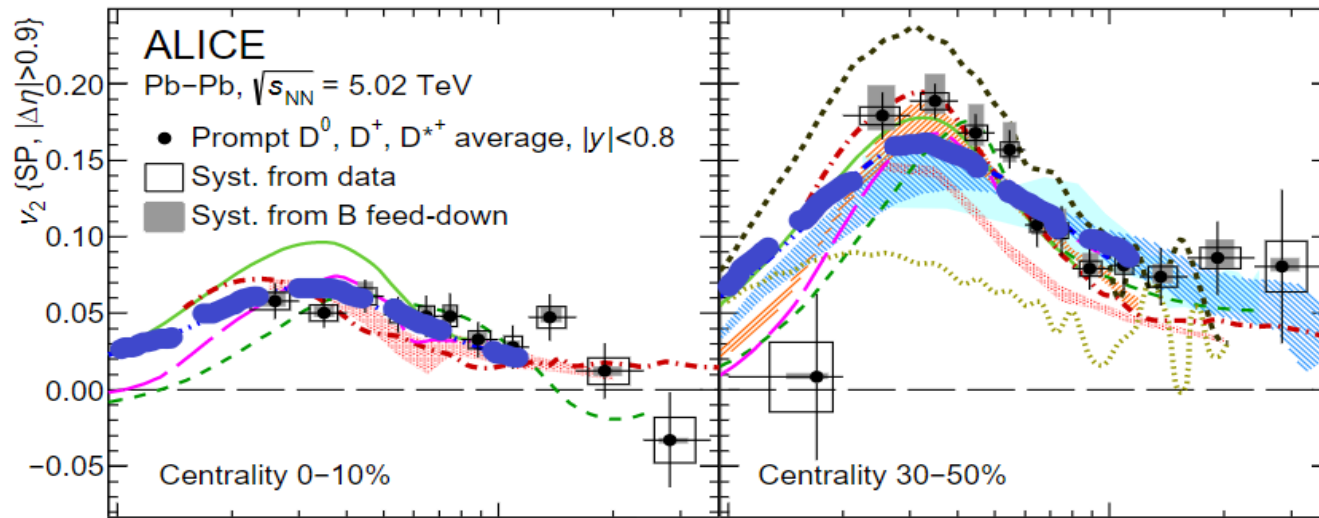 ALICE
Pb−Pb, √sNN = 5.02 TeV
Prompt D⁰, D⁺, D*⁺ average, |y|<0.8
Syst. from data
Syst. from B feed-down
v₂ {SP, |Δη|>0.9}
0.20
0.15
0.10
0.05
0.00
−0.05
Centrality 0−10%
Centrality 30−50%